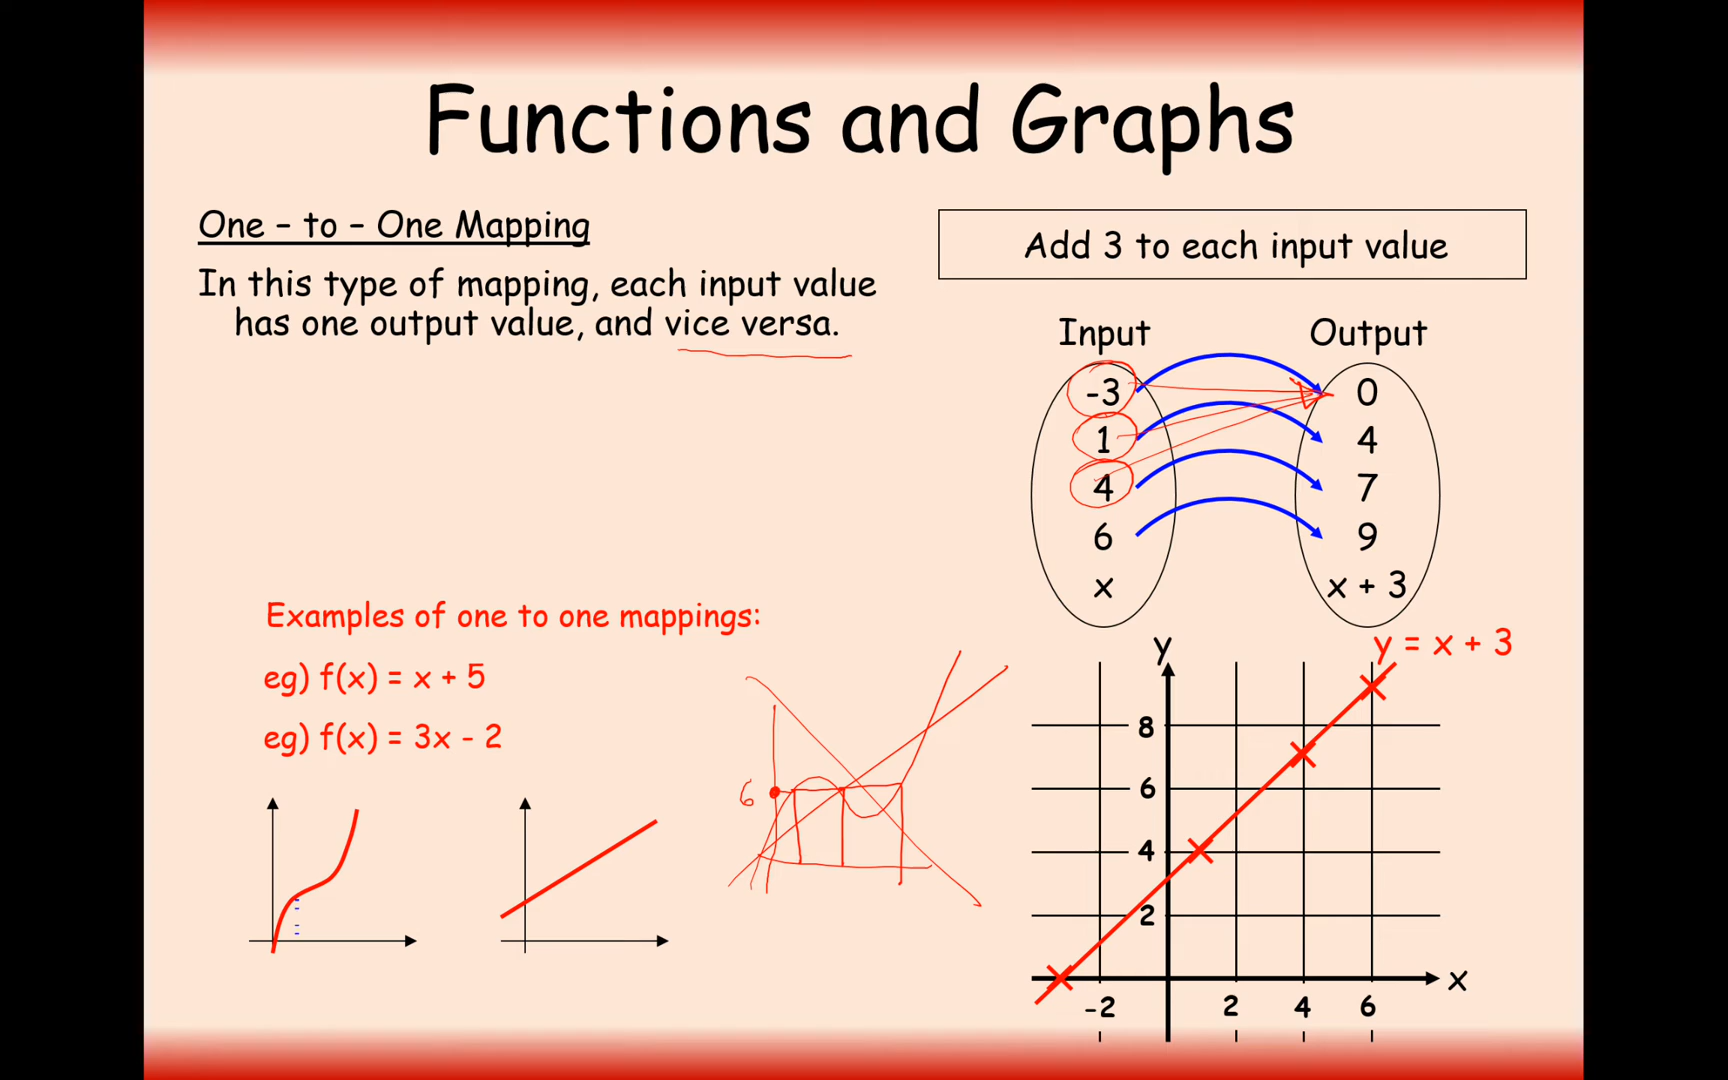 Functions and Graphs
One – to – One Mapping
In this type of mapping, each input value
has one output value, and vice versa.
Add 3 to each input value
Input Output
-3 0
1 4
4 7
6 9
x x + 3
Examples of one to one mappings:
eg) f(x) = x + 5
eg) f(x) = 3x - 2
6
y
y = x + 3
8
6
4
2
x
-2 2 4 6